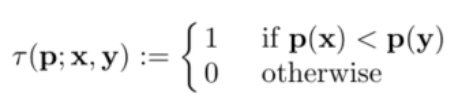 τ(p; x, y) := { 1 if p(x) < p(y)
0 otherwise